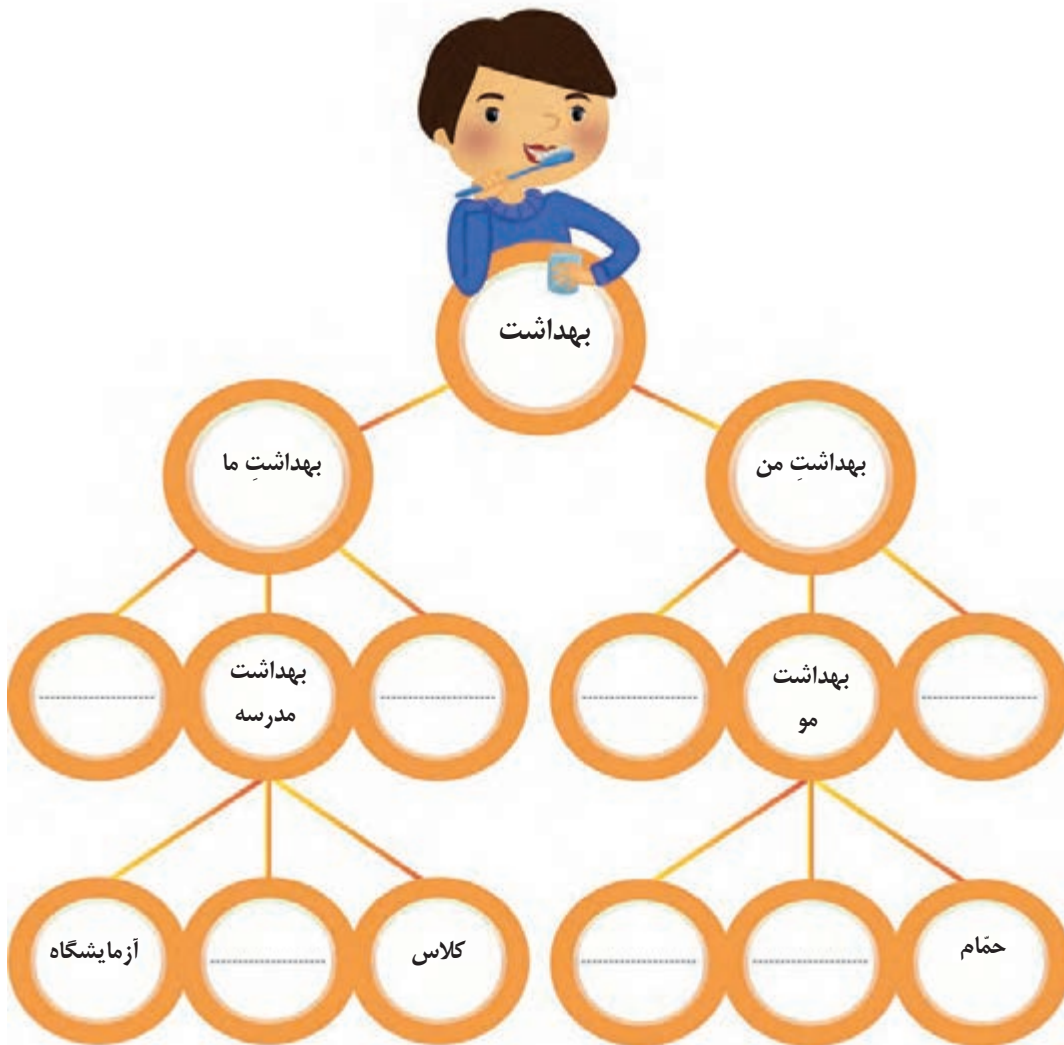 بهداشت
بهداشتِ من
بهداشتِ ما
بهداشت
مو
بهداشت
مدرسه
حمّام
کلاس
آزمایشگاه